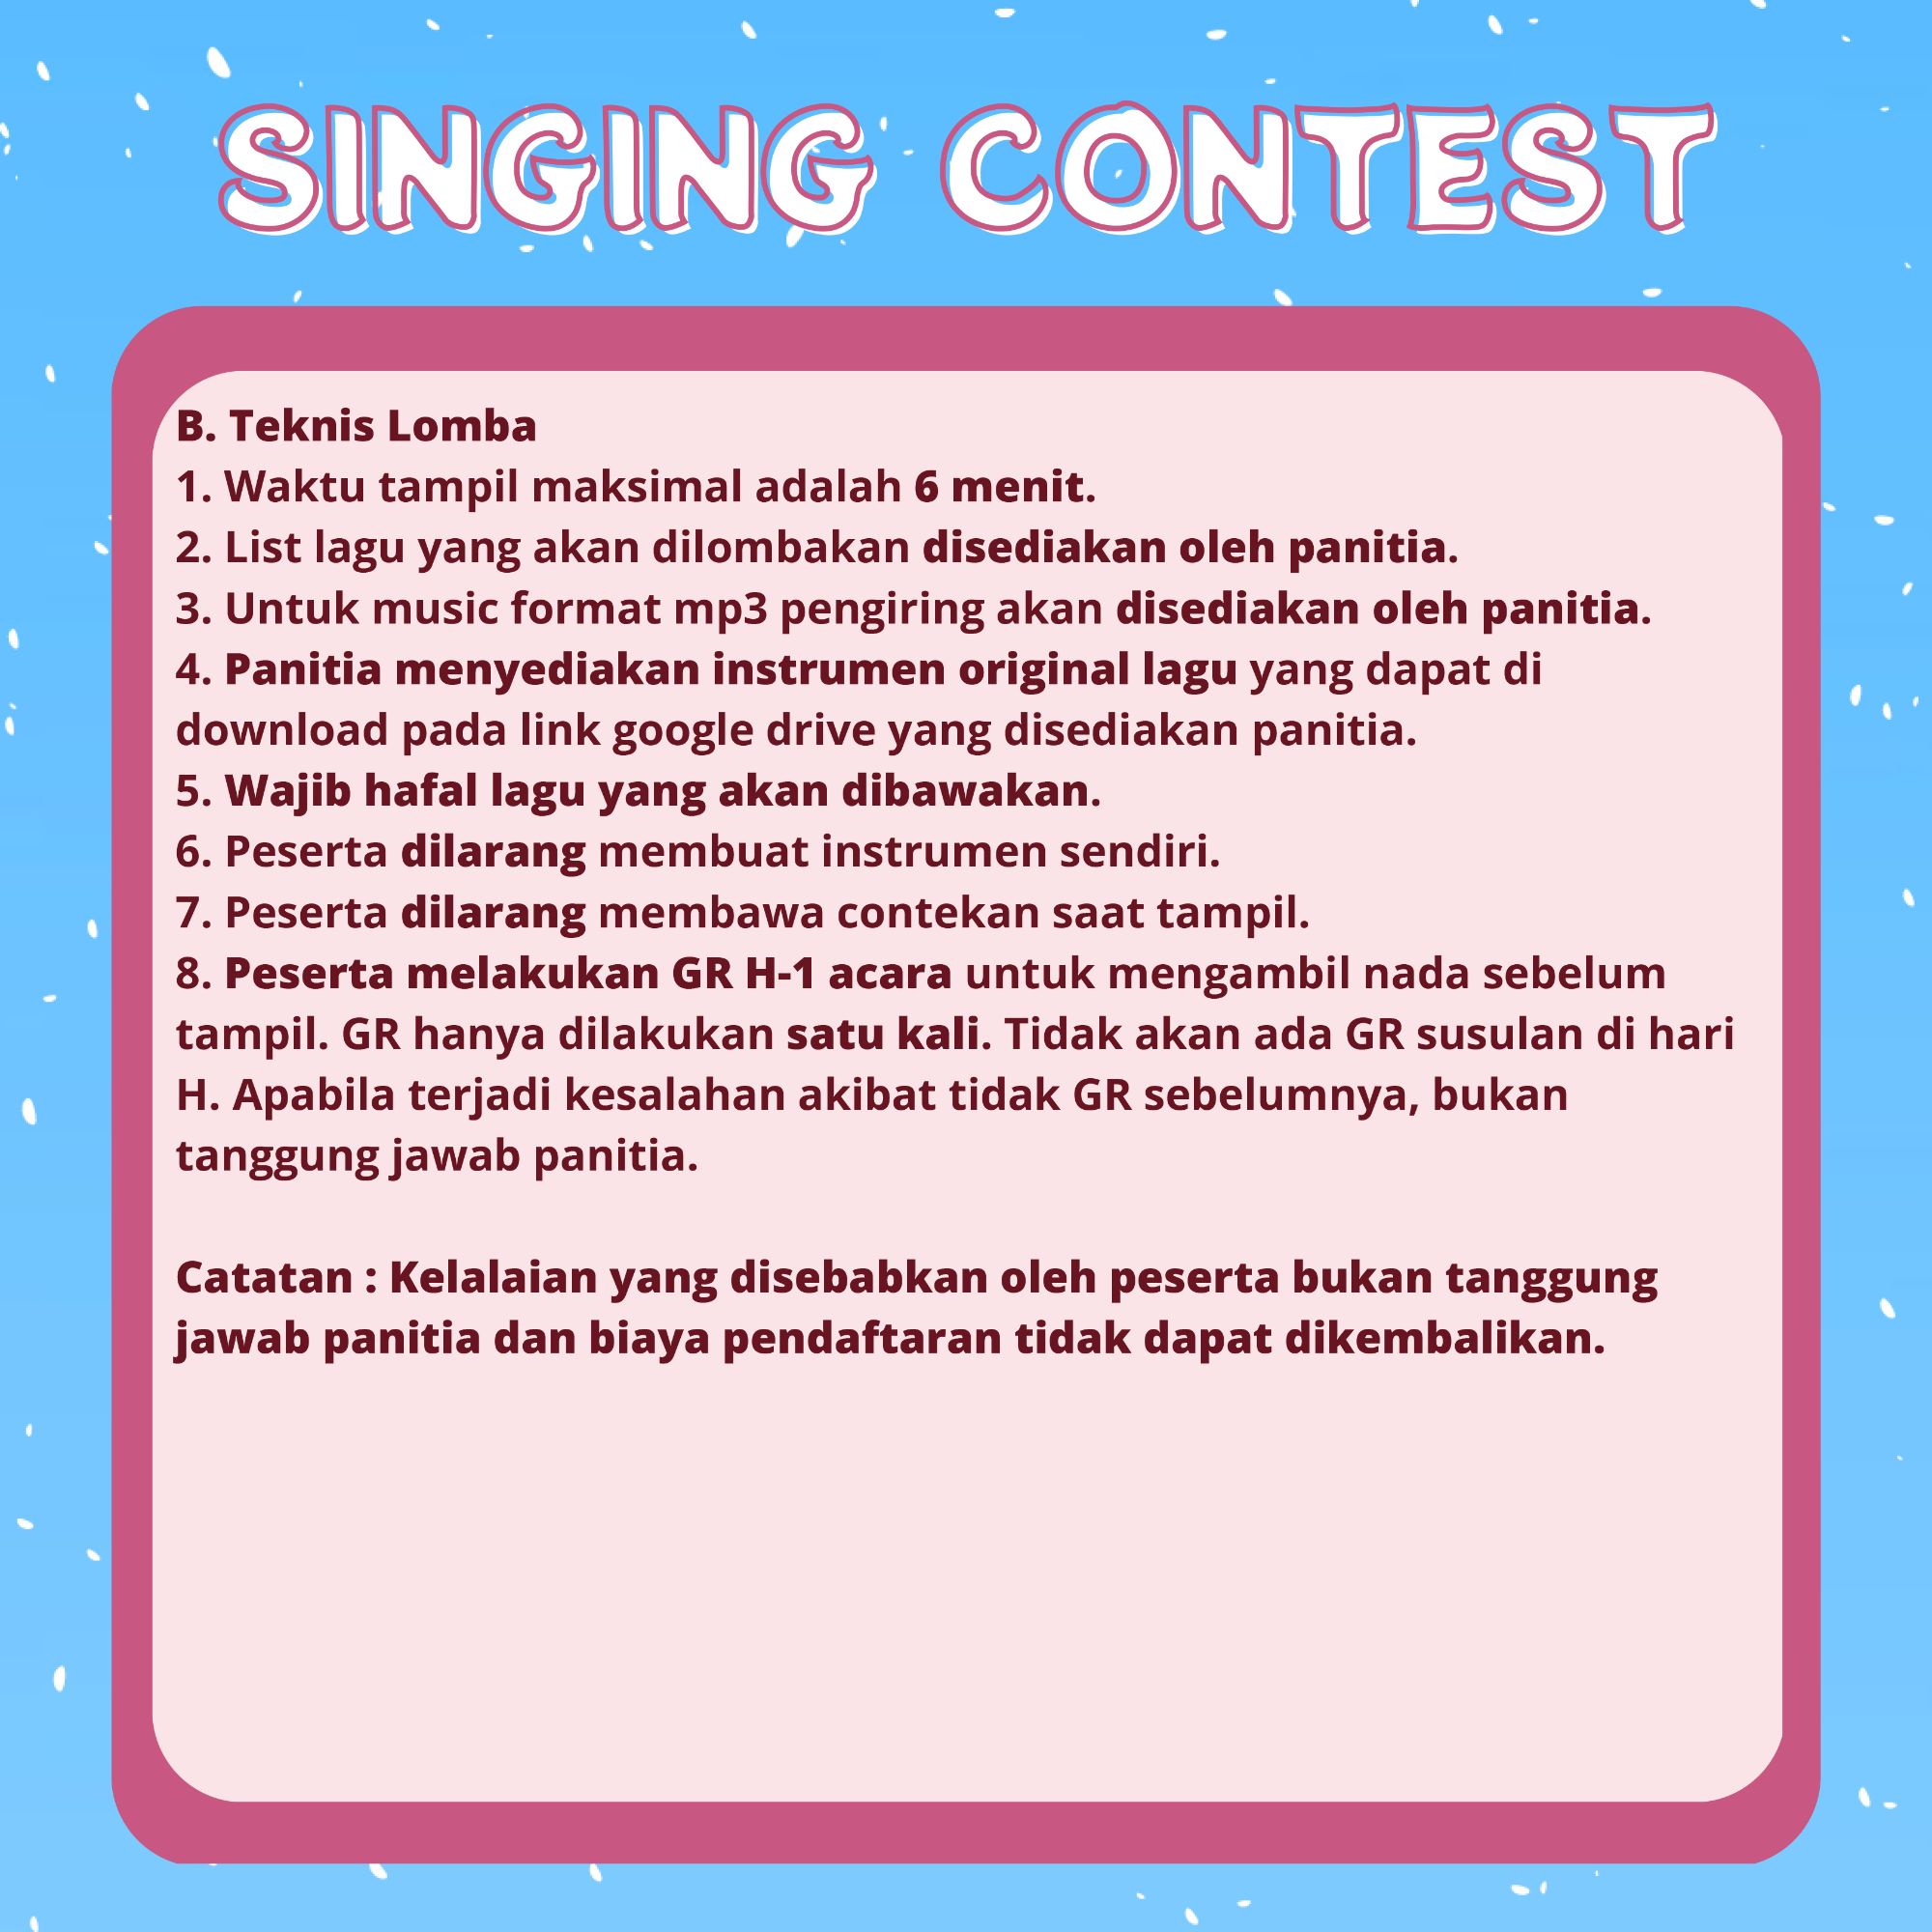 SINGING CONTEST
B. Teknis Lomba
1. Waktu tampil maksimal adalah 6 menit.
2. List lagu yang akan dilombakan disediakan oleh panitia.
3. Untuk music format mp3 pengiring akan disediakan oleh panitia.
4. Panitia menyediakan instrumen original lagu yang dapat di
download pada link google drive yang disediakan panitia.
5. Wajib hafal lagu yang akan dibawakan.
6. Peserta dilarang membuat instrumen sendiri.
7. Peserta dilarang membawa contekan saat tampil.
8. Peserta melakukan GR H-1 acara untuk mengambil nada sebelum
tampil. GR hanya dilakukan satu kali. Tidak akan ada GR susulan di hari
H. Apabila terjadi kesalahan akibat tidak GR sebelumnya, bukan
tanggung jawab panitia.
Catatan : Kelalaian yang disebabkan oleh peserta bukan tanggung
jawab panitia dan biaya pendaftaran tidak dapat dikembalikan.